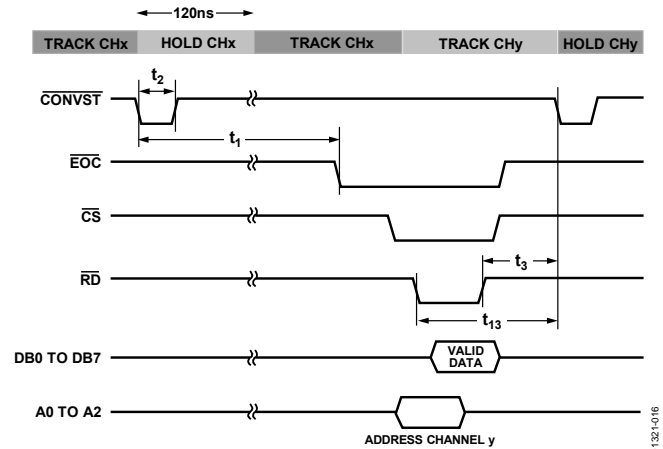 120ns
TRACK CHx HOLD CHx TRACK CHx TRACK CHy HOLD CHy
t2
CONVST
t1
EOC
CS
t3
RD
t13
DB0 TO DB7
VALID
DATA
A0 TO A2
ADDRESS CHANNEL y
1321-016